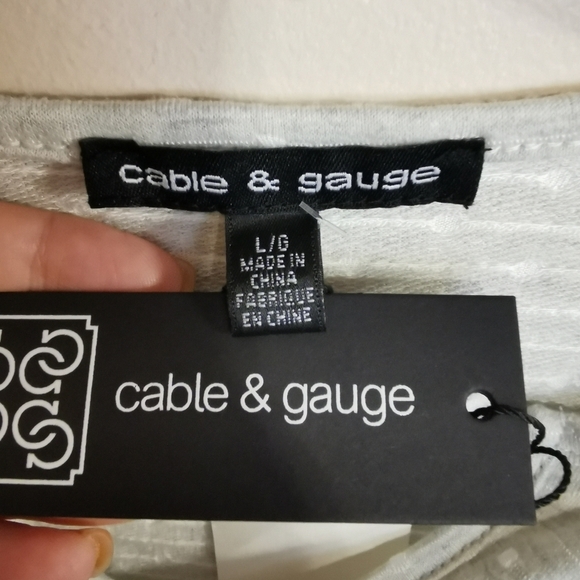 cable & gauge
L/G
MADE IN
CHINA
FABRIQUE
EN CHINE
cable & gauge